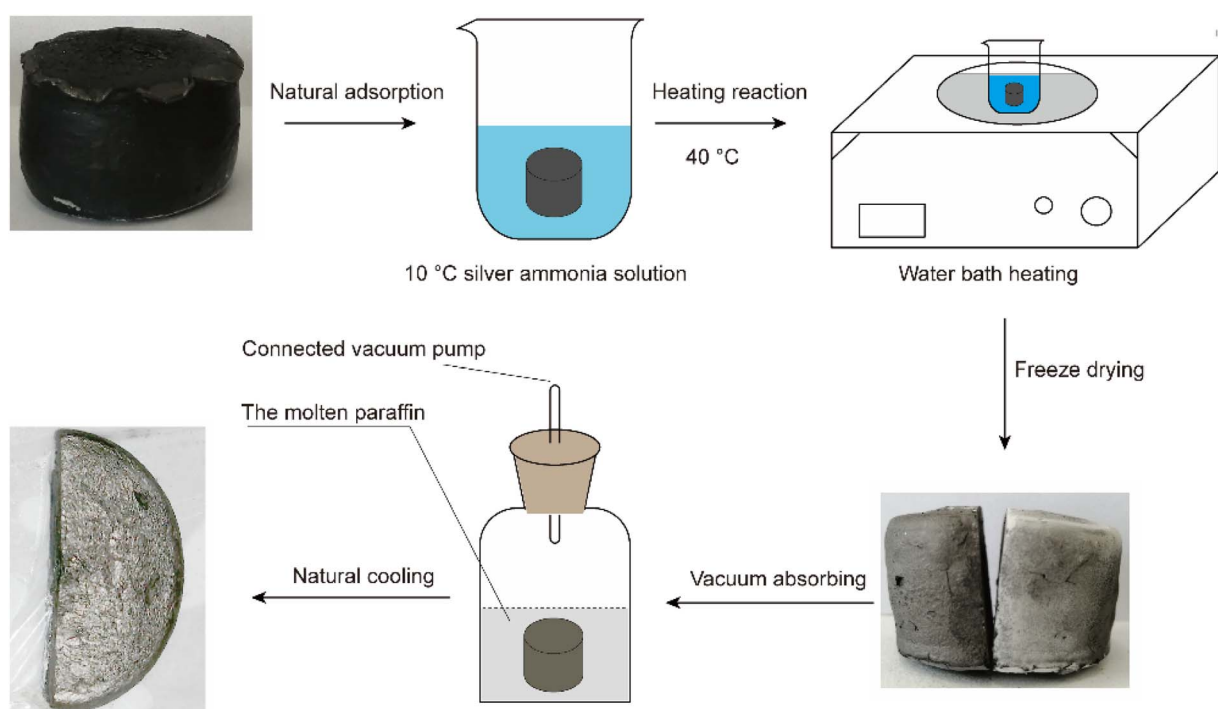 Natural adsorption
Heating reaction
40 °C
10 °C silver ammonia solution
Water bath heating
Freeze drying
Connected vacuum pump
The molten paraffin
Vacuum absorbing
Natural cooling